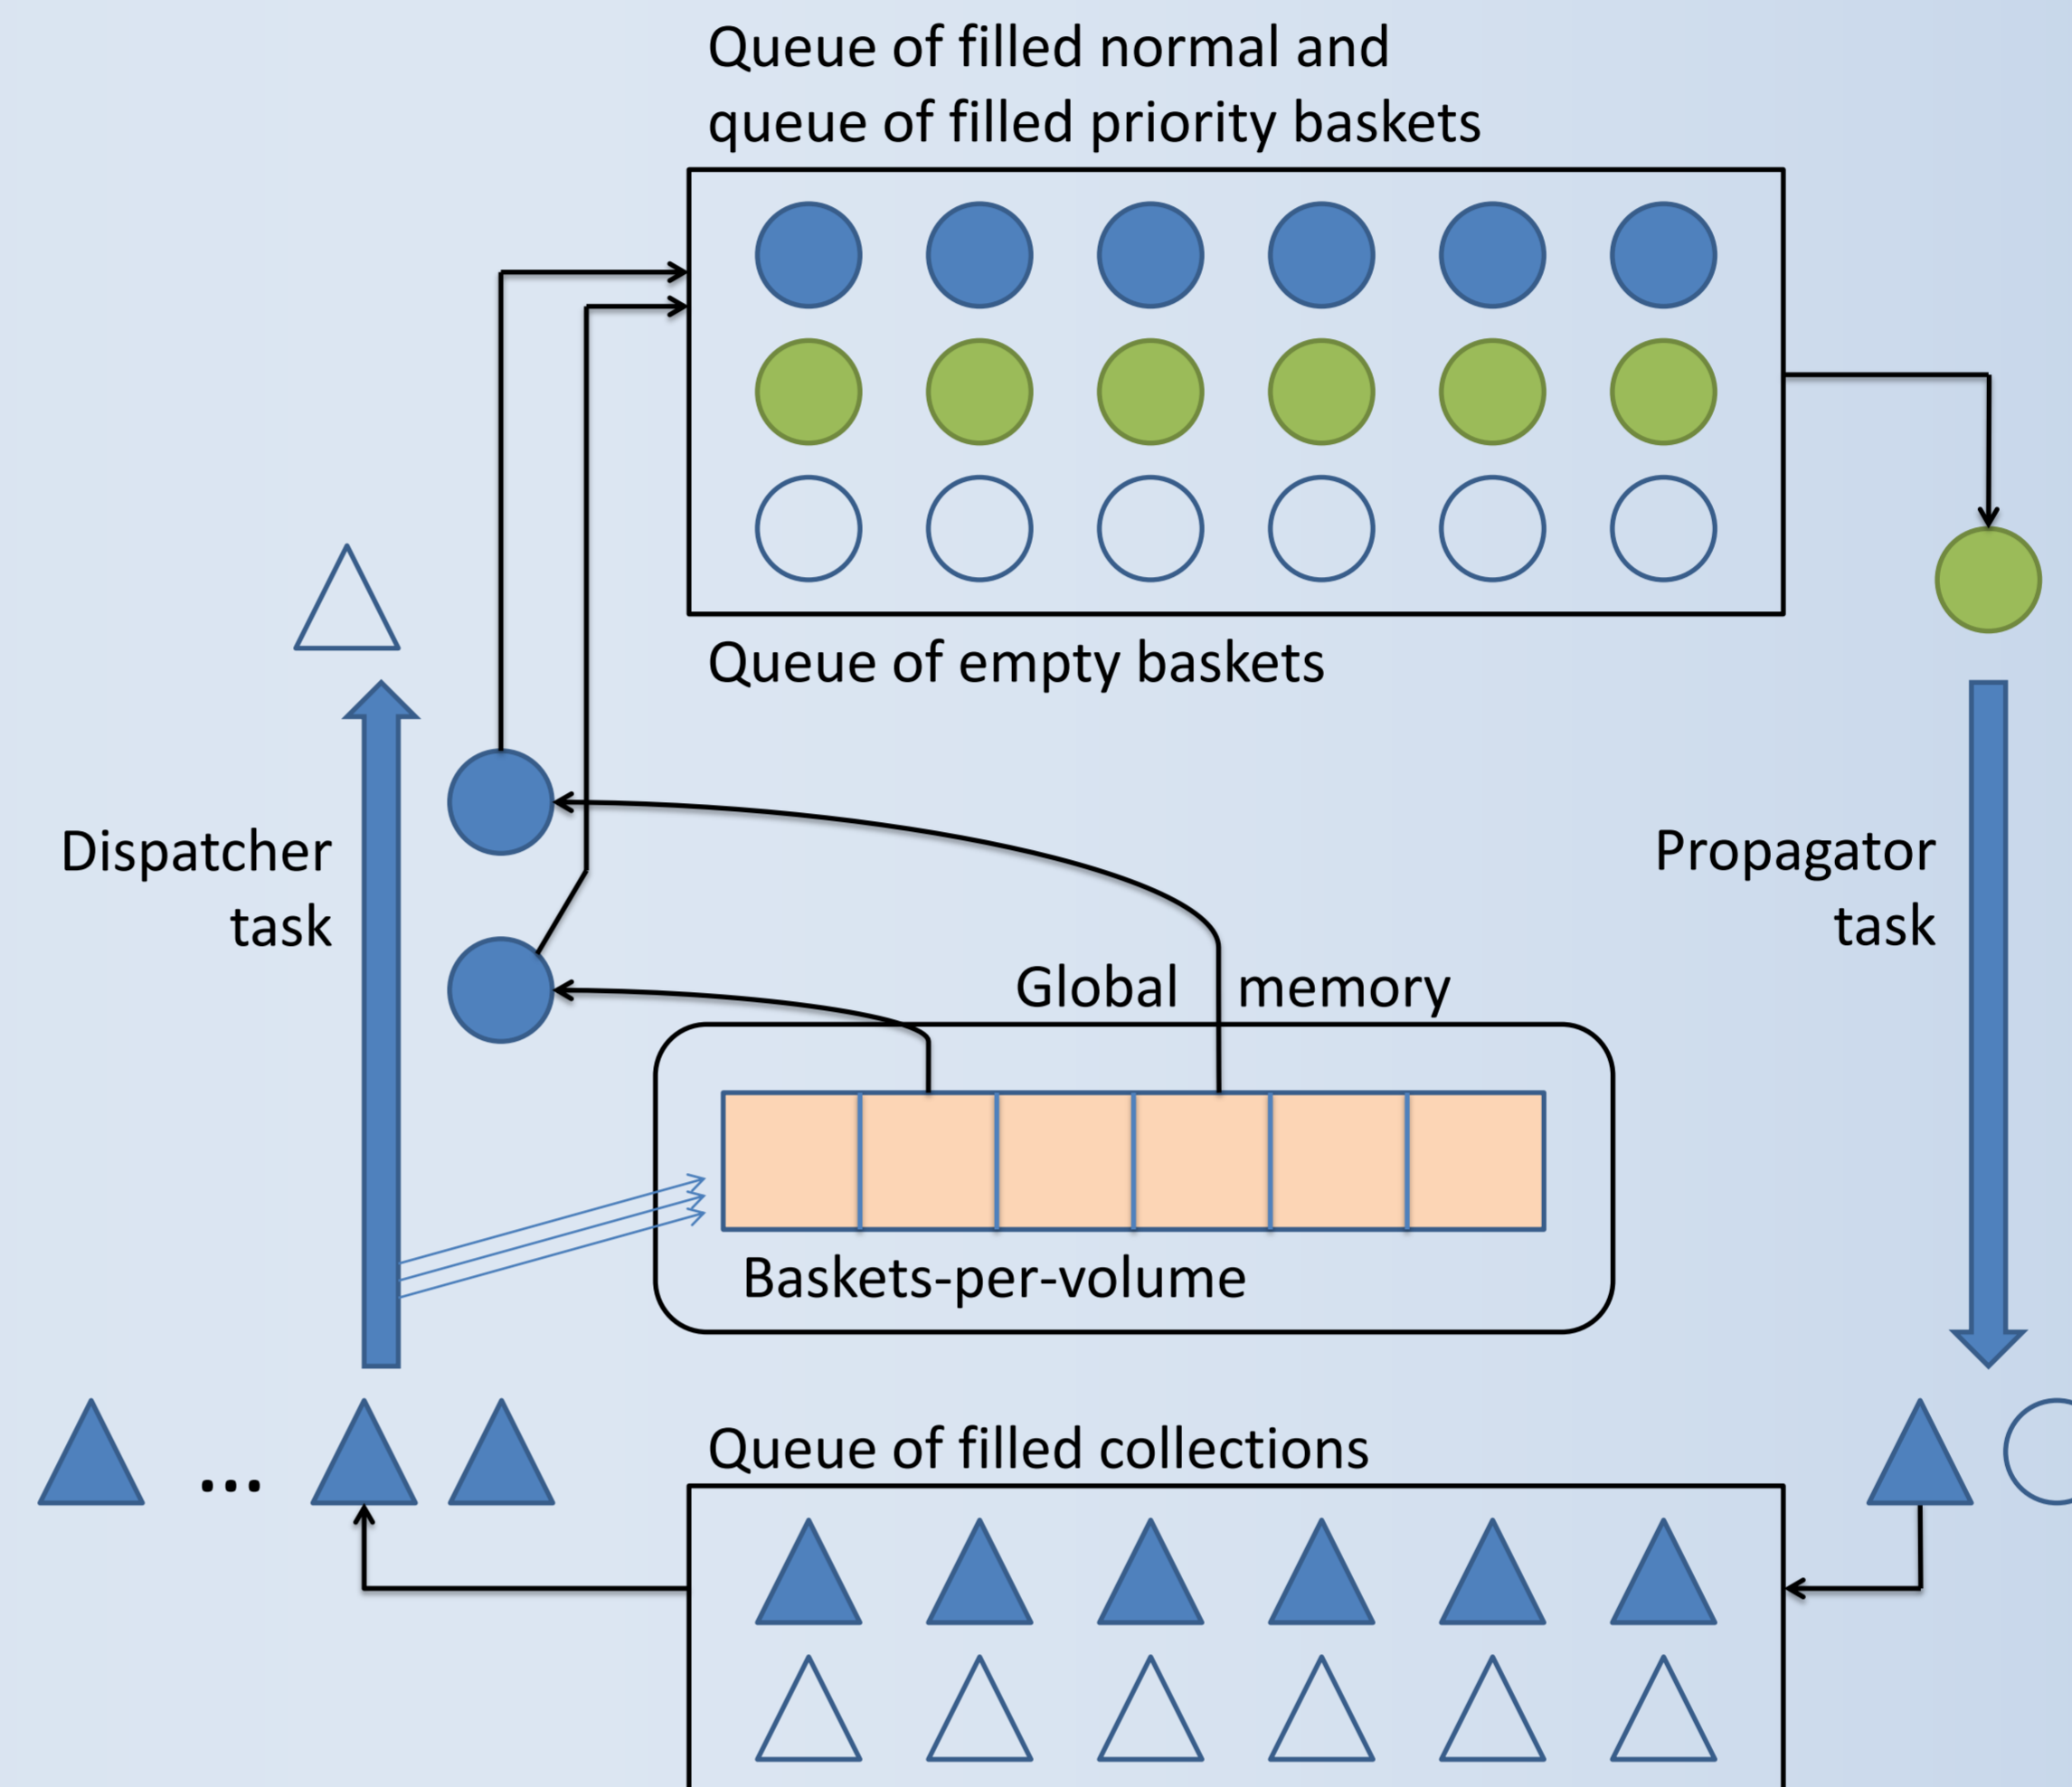 Queue of filled normal and
queue of filled priority baskets
Queue of empty baskets
Dispatcher
task
Propagator
task
Global memory
Baskets-per-volume
Queue of filled collections
...